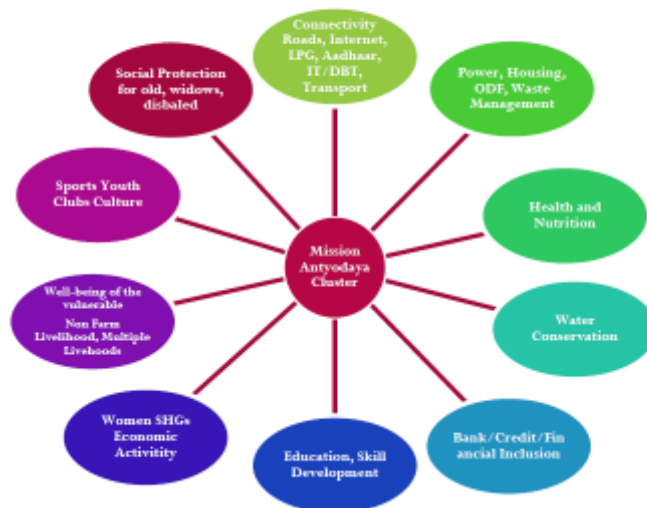 Connectivity
Roads, Internet,
LPG, Aadhaar,
IT/DBT,
Transport
Power, Housing,
ODF, Waste
Management
Health and
Nutrition
Water
Conservation
Bank/Credit/Fin
ancial Inclusion
Education, Skill
Development
Women SHGs
Economic
Activitity
Well-being of the
vulnerable
Non Farm
Livelihood, Multiple
Livehoods
Sports Youth
Clubs Culture
Social Protection
for old, widows,
disbaled
Mission
Antyodaya
Cluster